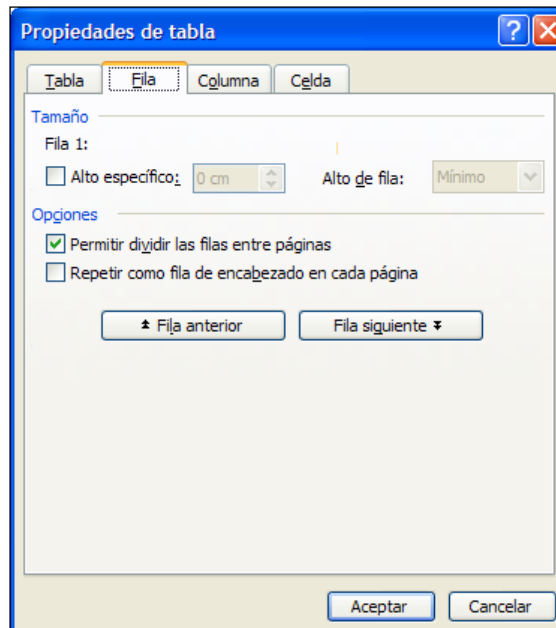 Propiedades de tabla
Tabla Fila Columna Celda
Tamaño
Fila 1:
Alto específico: 0 cm Alto de fila: Mínimo
Opciones
Permitir dividir las filas entre páginas
Repetir como fila de encabezado en cada página
Fila anterior Fila siguiente
Aceptar Cancelar